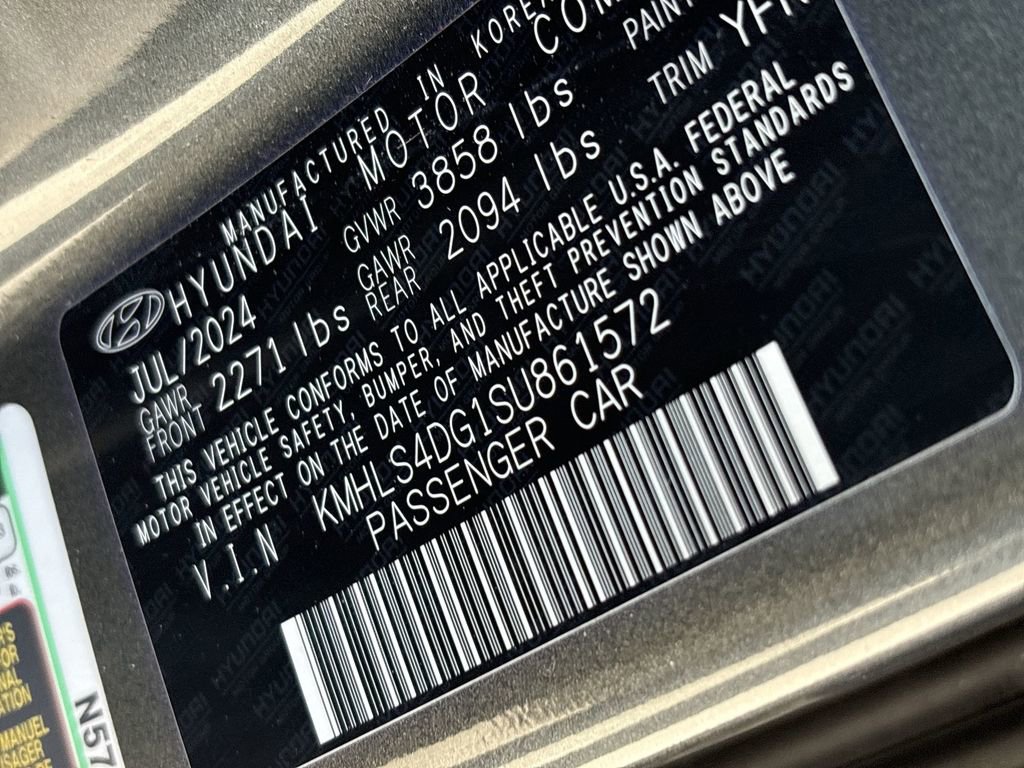 MANUFACTURED IN KOREA
HYUNDAI MOTOR COM
JUL/2024 GVWR 3858 lbs PAINT
GAWR FRONT 2271 lbs GAWR REAR 2094 lbs TRIM
THIS VEHICLE CONFORMS TO ALL APPLICABLE U.S.A. FEDERAL
MOTOR VEHICLE SAFETY, BUMPER, AND THEFT PREVENTION STANDARDS
IN EFFECT ON THE DATE OF MANUFACTURE SHOWN ABOVE
V.I.N KMHLS4DG1SU861572
PASSENGER CAR
N57
MANUEL